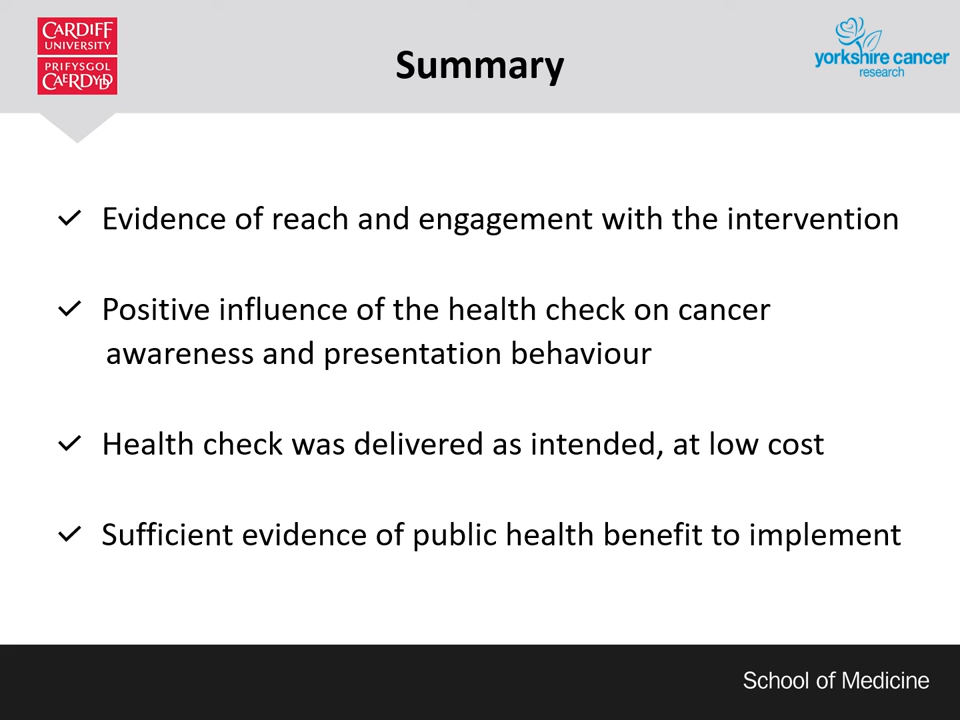 CARDIFF
UNIVERSITY
PRIFYSGOL
CAERDYDD
Summary
yorkshire cancer
research
✓ Evidence of reach and engagement with the intervention
✓ Positive influence of the health check on cancer
awareness and presentation behaviour
✓ Health check was delivered as intended, at low cost
✓ Sufficient evidence of public health benefit to implement
School of Medicine